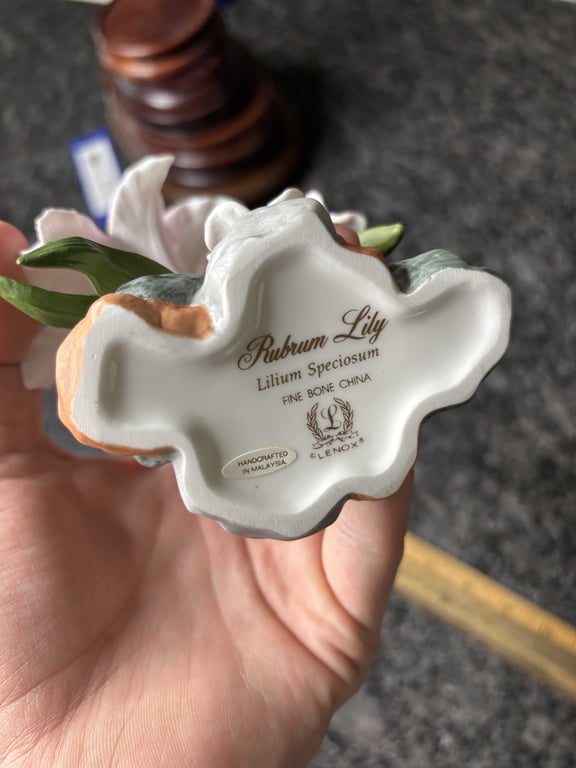 Rubrum Lily
Lilium Speciosum
FINE BONE CHINA
L
©LENOX®
HANDCRAFTED
IN MALAYSIA